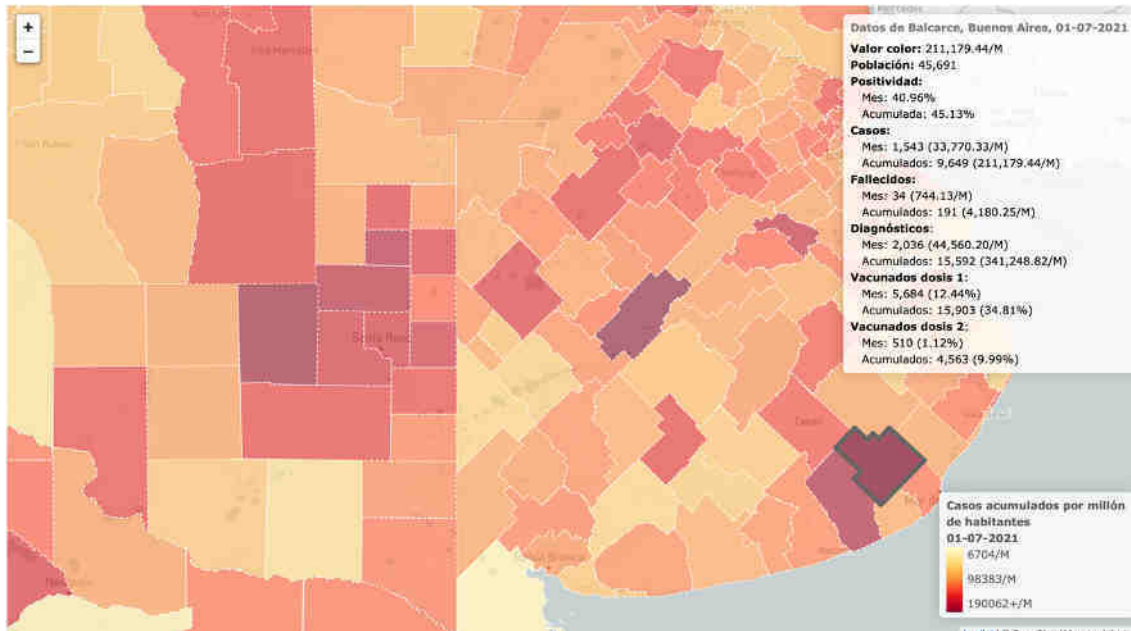 +
−
Datos de Balcarce, Buenos Aires, 01-07-2021
Valor color: 211,179.44/M
Población: 45,691
Positividad:
Mes: 40.96%
Acumulada: 45.13%
Casos:
Mes: 1,543 (33,770.33/M)
Acumulados: 9,649 (211,179.44/M)
Fallecidos:
Mes: 34 (744.13/M)
Acumulados: 191 (4,180.25/M)
Diagnósticos:
Mes: 2,036 (44,560.20/M)
Acumulados: 15,592 (341,248.82/M)
Vacunados dosis 1:
Mes: 5,684 (12.44%)
Acumulados: 15,903 (34.81%)
Vacunados dosis 2:
Mes: 510 (1.12%)
Acumulados: 4,563 (9.99%)
Santa Rosa
Tandil
Casos acumulados por millón
de habitantes
01-07-2021
6704/M
98383/M
190062+/M